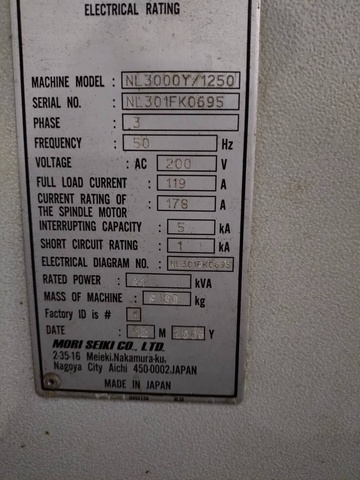 ELECTRICAL RATING
MACHINE MODEL : NL3000Y/1250
SERIAL NO. : NL301FK0695
PHASE : 3
FREQUENCY : 50 Hz
VOLTAGE : AC 200 V
FULL LOAD CURRENT : 119 A
CURRENT RATING OF
THE SPINDLE MOTOR : 178 A
INTERRUPTING CAPACITY : 5 kA
SHORT CIRCUIT RATING : 1 kA
ELECTRICAL DIAGRAM NO. : NL301FK0695
RATED POWER : kVA
MASS OF MACHINE : kg
Factory ID is # :
DATE : M Y
MORI SEIKI CO., LTD.
2-35-16 Meieki,Nakamura-ku,
Nagoya City Aichi 450-0002,JAPAN
MADE IN JAPAN